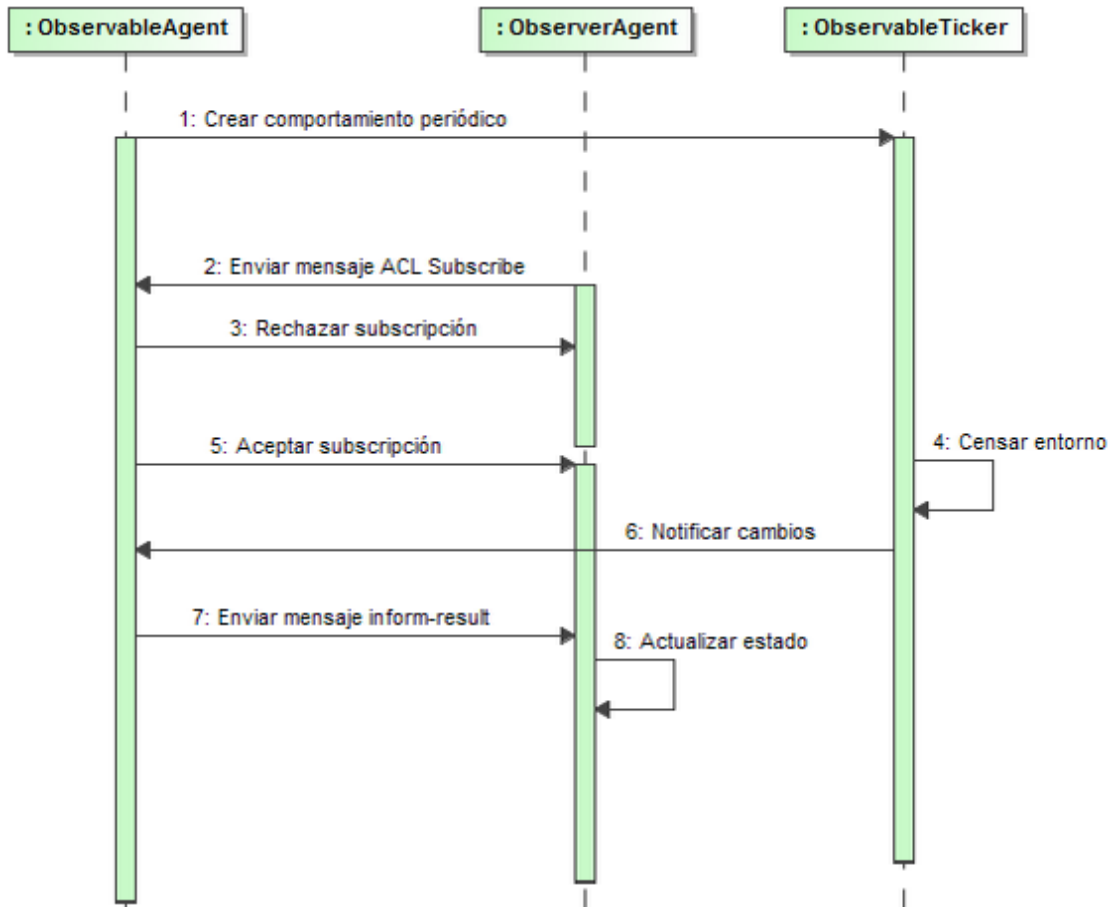 : ObservableAgent
: ObserverAgent
: ObservableTicker
1: Crear comportamiento periódico
2: Enviar mensaje ACL Subscribe
3: Rechazar subscripción
5: Aceptar subscripción
4: Censar entorno
6: Notificar cambios
7: Enviar mensaje inform-result
8: Actualizar estado